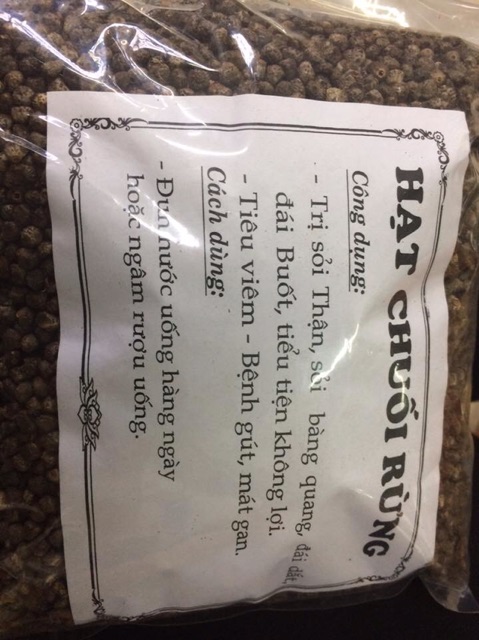 HẠT CHUỐI RỪNG
Công dụng:
- Trị sỏi Thận, sỏi bàng quang, đái dắt,
đái Buốt, tiểu tiện không lợi.
- Tiêu viêm - Bệnh gút, mát gan.
Cách dùng:
- Đun nước uống hàng ngày
hoặc ngâm rượu uống.